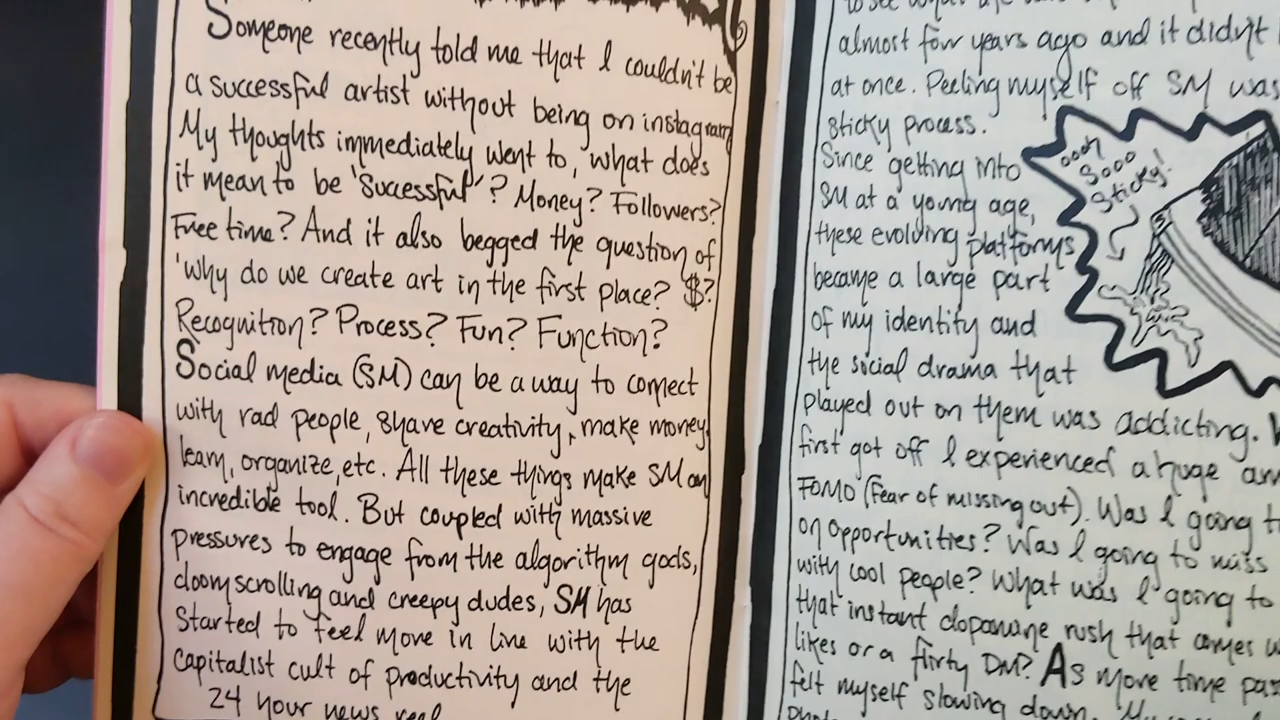 Someone recently told me that I couldn't be
a successful artist without being on instagram
My thoughts immediately went to, what does
it mean to be 'Successful'? Money? Followers?
Free time? And it also begged the question of
'why do we create art in the first place? $?
Recognition? Process? Fun? Function?
Social media (SM) can be a way to connect
with rad people, share creativity, make money,
learn, organize, etc. All these things make SM an
incredible tool. But coupled with massive
pressures to engage from the algorithm gods,
doomscrolling and creepy dudes, SM has
Started to feel more in line with the
capitalist cult of productivity and the
24 hour news reel
to see what
almost four years ago and it didn't
at once. Peeling myself off SM was
sticky process.
Since getting into
SM at a young age,
these evolving platforms
became a large part
of my identity and
the social drama that
played out on them was addicting. W
first got off I experienced a huge am
FOMO (Fear of missing out). Was I going t
on opportunities? Was I going to miss
with cool people? What was I going to
that instant dopamine rush that comes w
likes or a flirty DM? As more time pas
felt myself slowing down.
oooh
Sooo
Sticky!